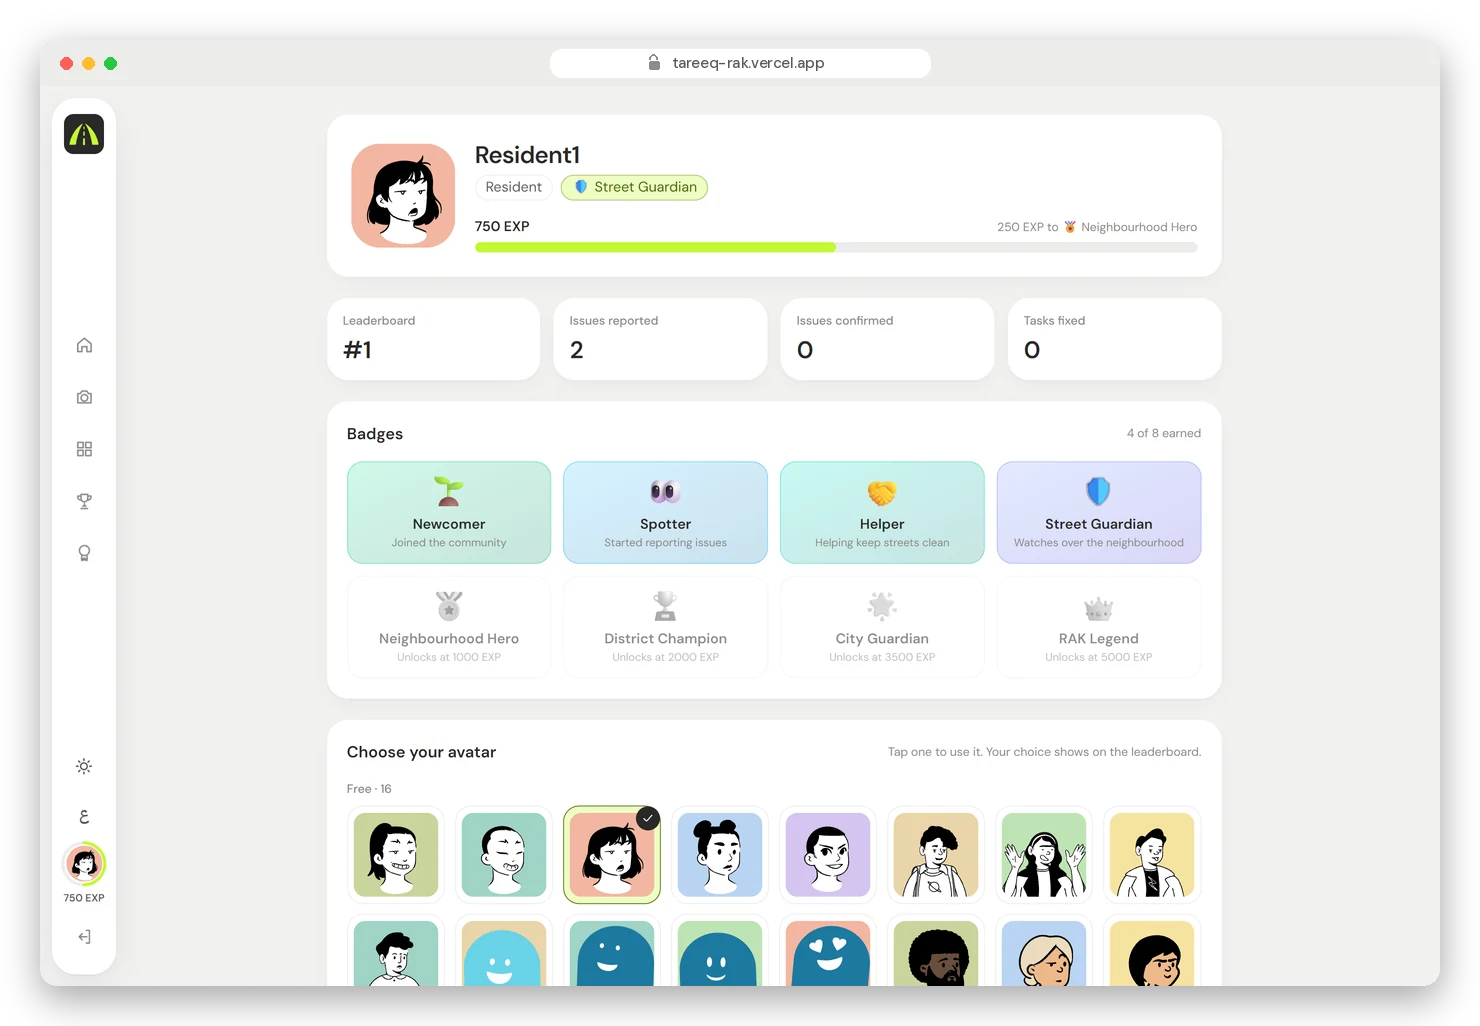 tareeq-rak.vercel.app
Resident1
Resident
Street Guardian
750 EXP
250 EXP to Neighbourhood Hero
Leaderboard
#1
Issues reported
2
Issues confirmed
0
Tasks fixed
0
Badges
4 of 8 earned
Newcomer
Joined the community
Spotter
Started reporting issues
Helper
Helping keep streets clean
Street Guardian
Watches over the neighbourhood
Neighbourhood Hero
Unlocks at 1000 EXP
District Champion
Unlocks at 2000 EXP
City Guardian
Unlocks at 3500 EXP
RAK Legend
Unlocks at 5000 EXP
Choose your avatar
Tap one to use it. Your choice shows on the leaderboard.
Free · 16
ع
750 EXP